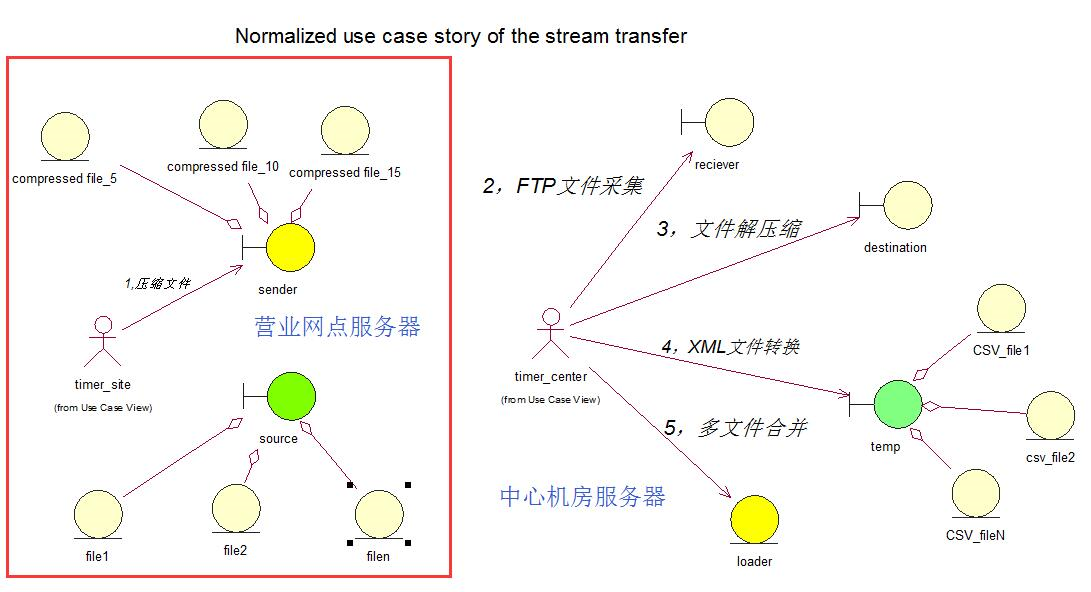 Normalized use case story of the stream transfer
compressed file_5
compressed file_10
compressed file_15
sender
1,压缩文件
营业网点服务器
timer_site
(from Use Case View)
source
file1
file2
filen
reciever
2，FTP文件采集
3，文件解压缩
destination
timer_center
(from Use Case View)
4，XML文件转换
CSV_file1
temp
csv_file2
5，多文件合并
中心机房服务器
CSV_fileN
loader